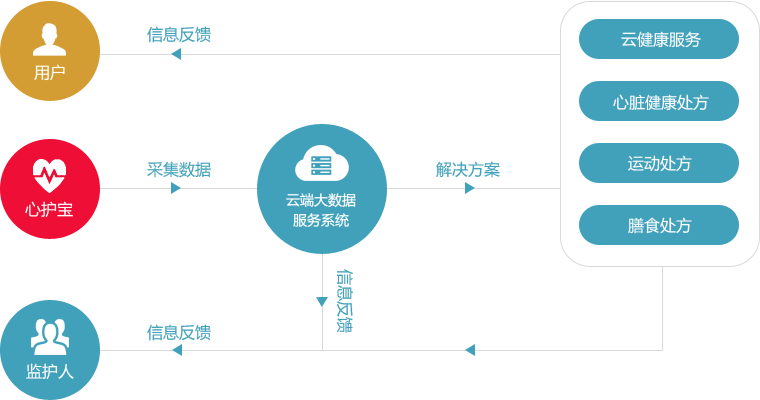 信息反馈
用户
云健康服务
心脏健康处方
运动处方
膳食处方
采集数据
解决方案
心护宝
云端大数据
服务系统
信息反馈
信息反馈
监护人